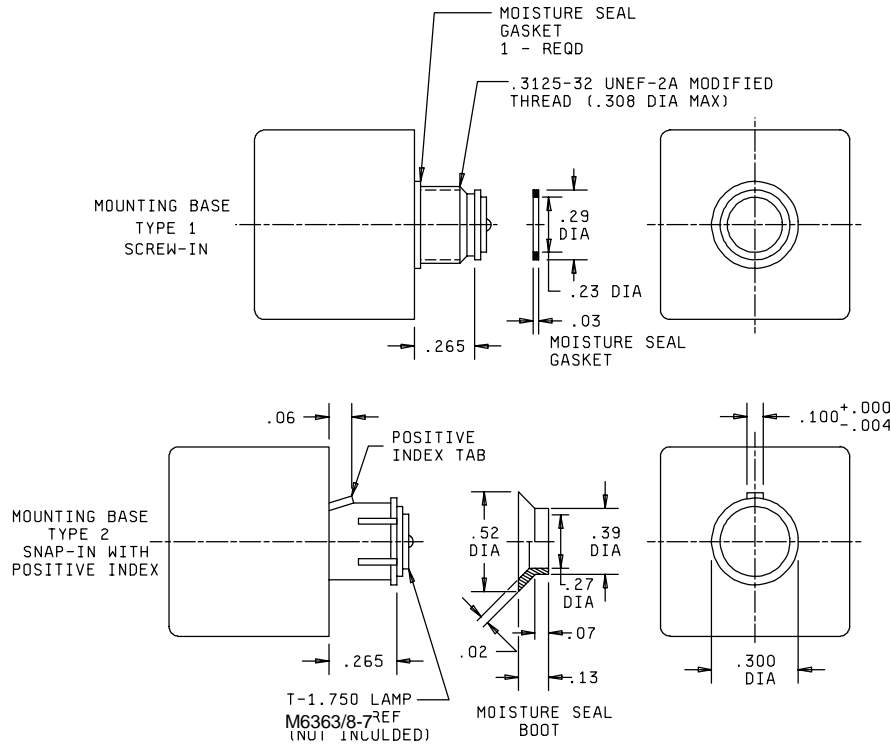 MOISTURE SEAL
GASKET
1 - REQD
.3125-32 UNEF-2A MODIFIED
THREAD (.308 DIA MAX)
MOUNTING BASE
TYPE 1
SCREW-IN
.29
DIA
.23 DIA
.03
.265
MOISTURE SEAL
GASKET
.06
POSITIVE
INDEX TAB
.100
+.000
-.004
MOUNTING BASE
TYPE 2
SNAP-IN WITH
POSITIVE INDEX
.52
DIA
.39
DIA
.27
DIA
.07
.02
.13
.265
.300
DIA
T-1.750 LAMP
M6363/8-7 REF
(NOT INCULDED)
MOISTURE SEAL
BOOT